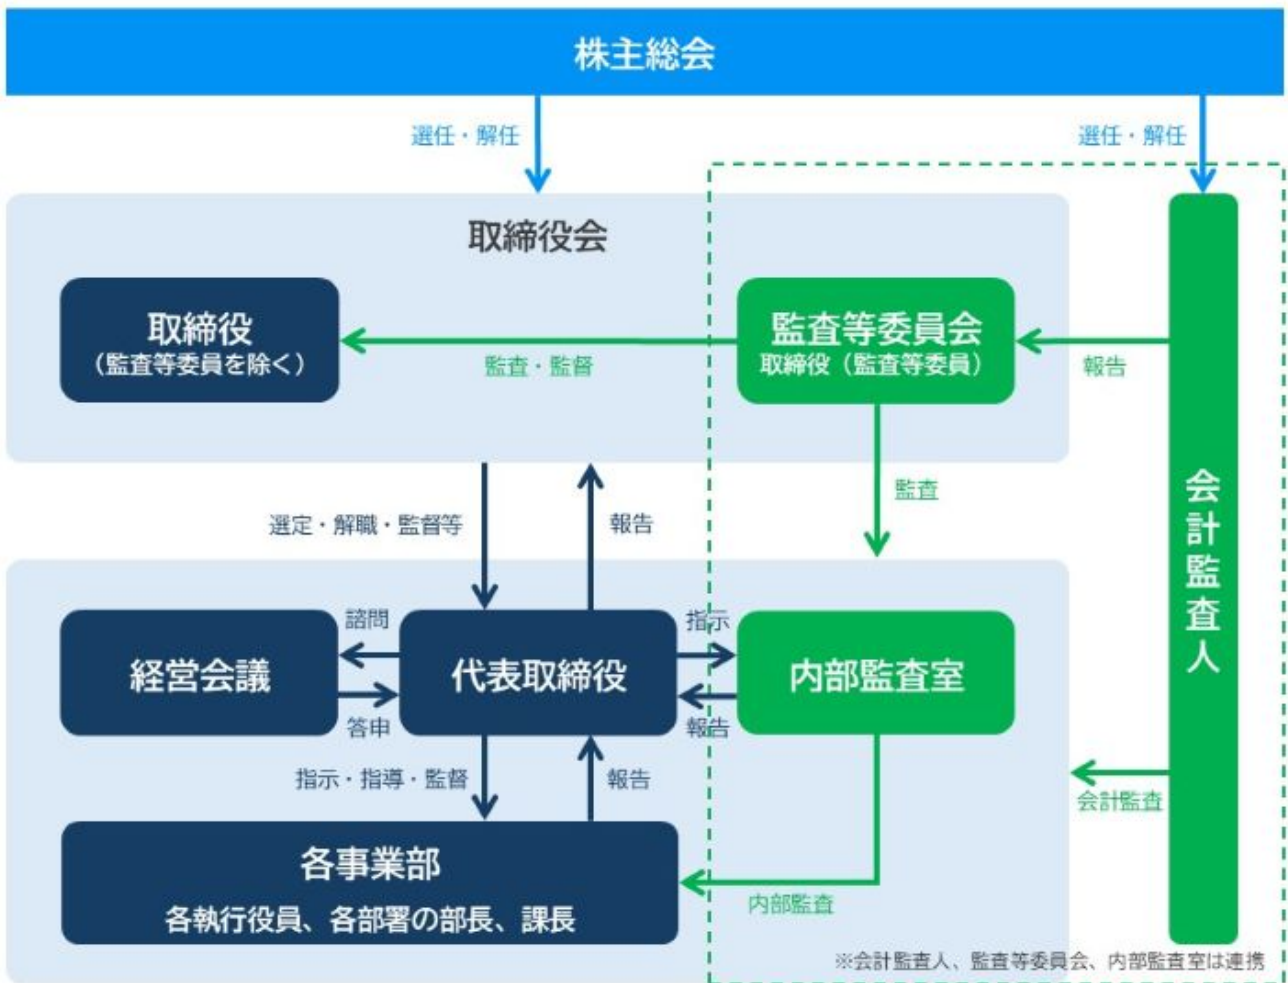 株主総会
選任・解任
選任・解任
取締役会
取締役
（監査等委員を除く）
監査・監督
監査等委員会
取締役（監査等委員）
報告
監査
選定・解職・監督等
報告
会計監査人
経営会議
諮問
答申
代表取締役
指示
報告
内部監査室
指示・指導・監督
報告
会計監査
各事業部
各執行役員、各部署の部長、課長
内部監査
※会計監査人、監査等委員会、内部監査室は連携